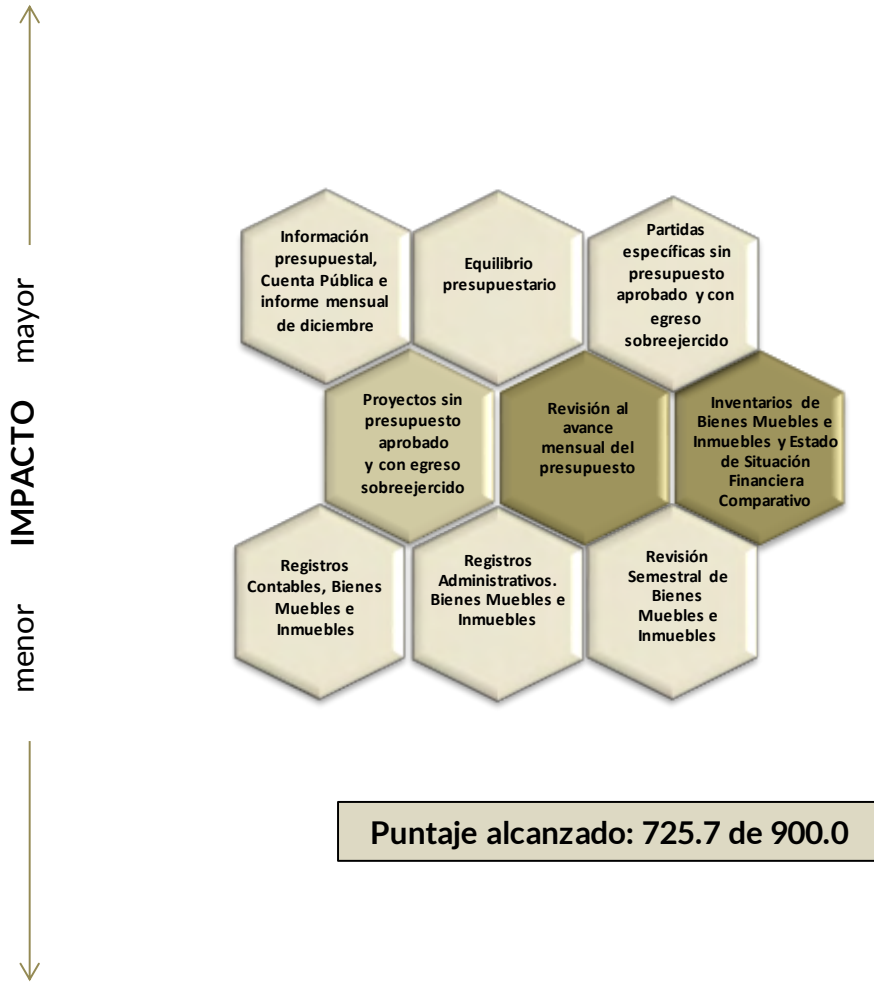 mayor
IMPACTO
menor
Información
presupuestal,
Cuenta Pública e
informe mensual
de diciembre
Equilibrio
presupuestario
Partidas
específicas sin
presupuesto
aprobado y con
egreso
sobreejercido
Proyectos sin
presupuesto
aprobado
y con egreso
sobreejercido
Revisión al
avance
mensual del
presupuesto
Inventarios de
Bienes Muebles e
Inmuebles y Estado
de Situación
Financiera
Comparativo
Registros
Contables, Bienes
Muebles e
Inmuebles
Registros
Administrativos.
Bienes Muebles e
Inmuebles
Revisión
Semestral de
Bienes
Muebles e
Inmuebles
Puntaje alcanzado: 725.7 de 900.0